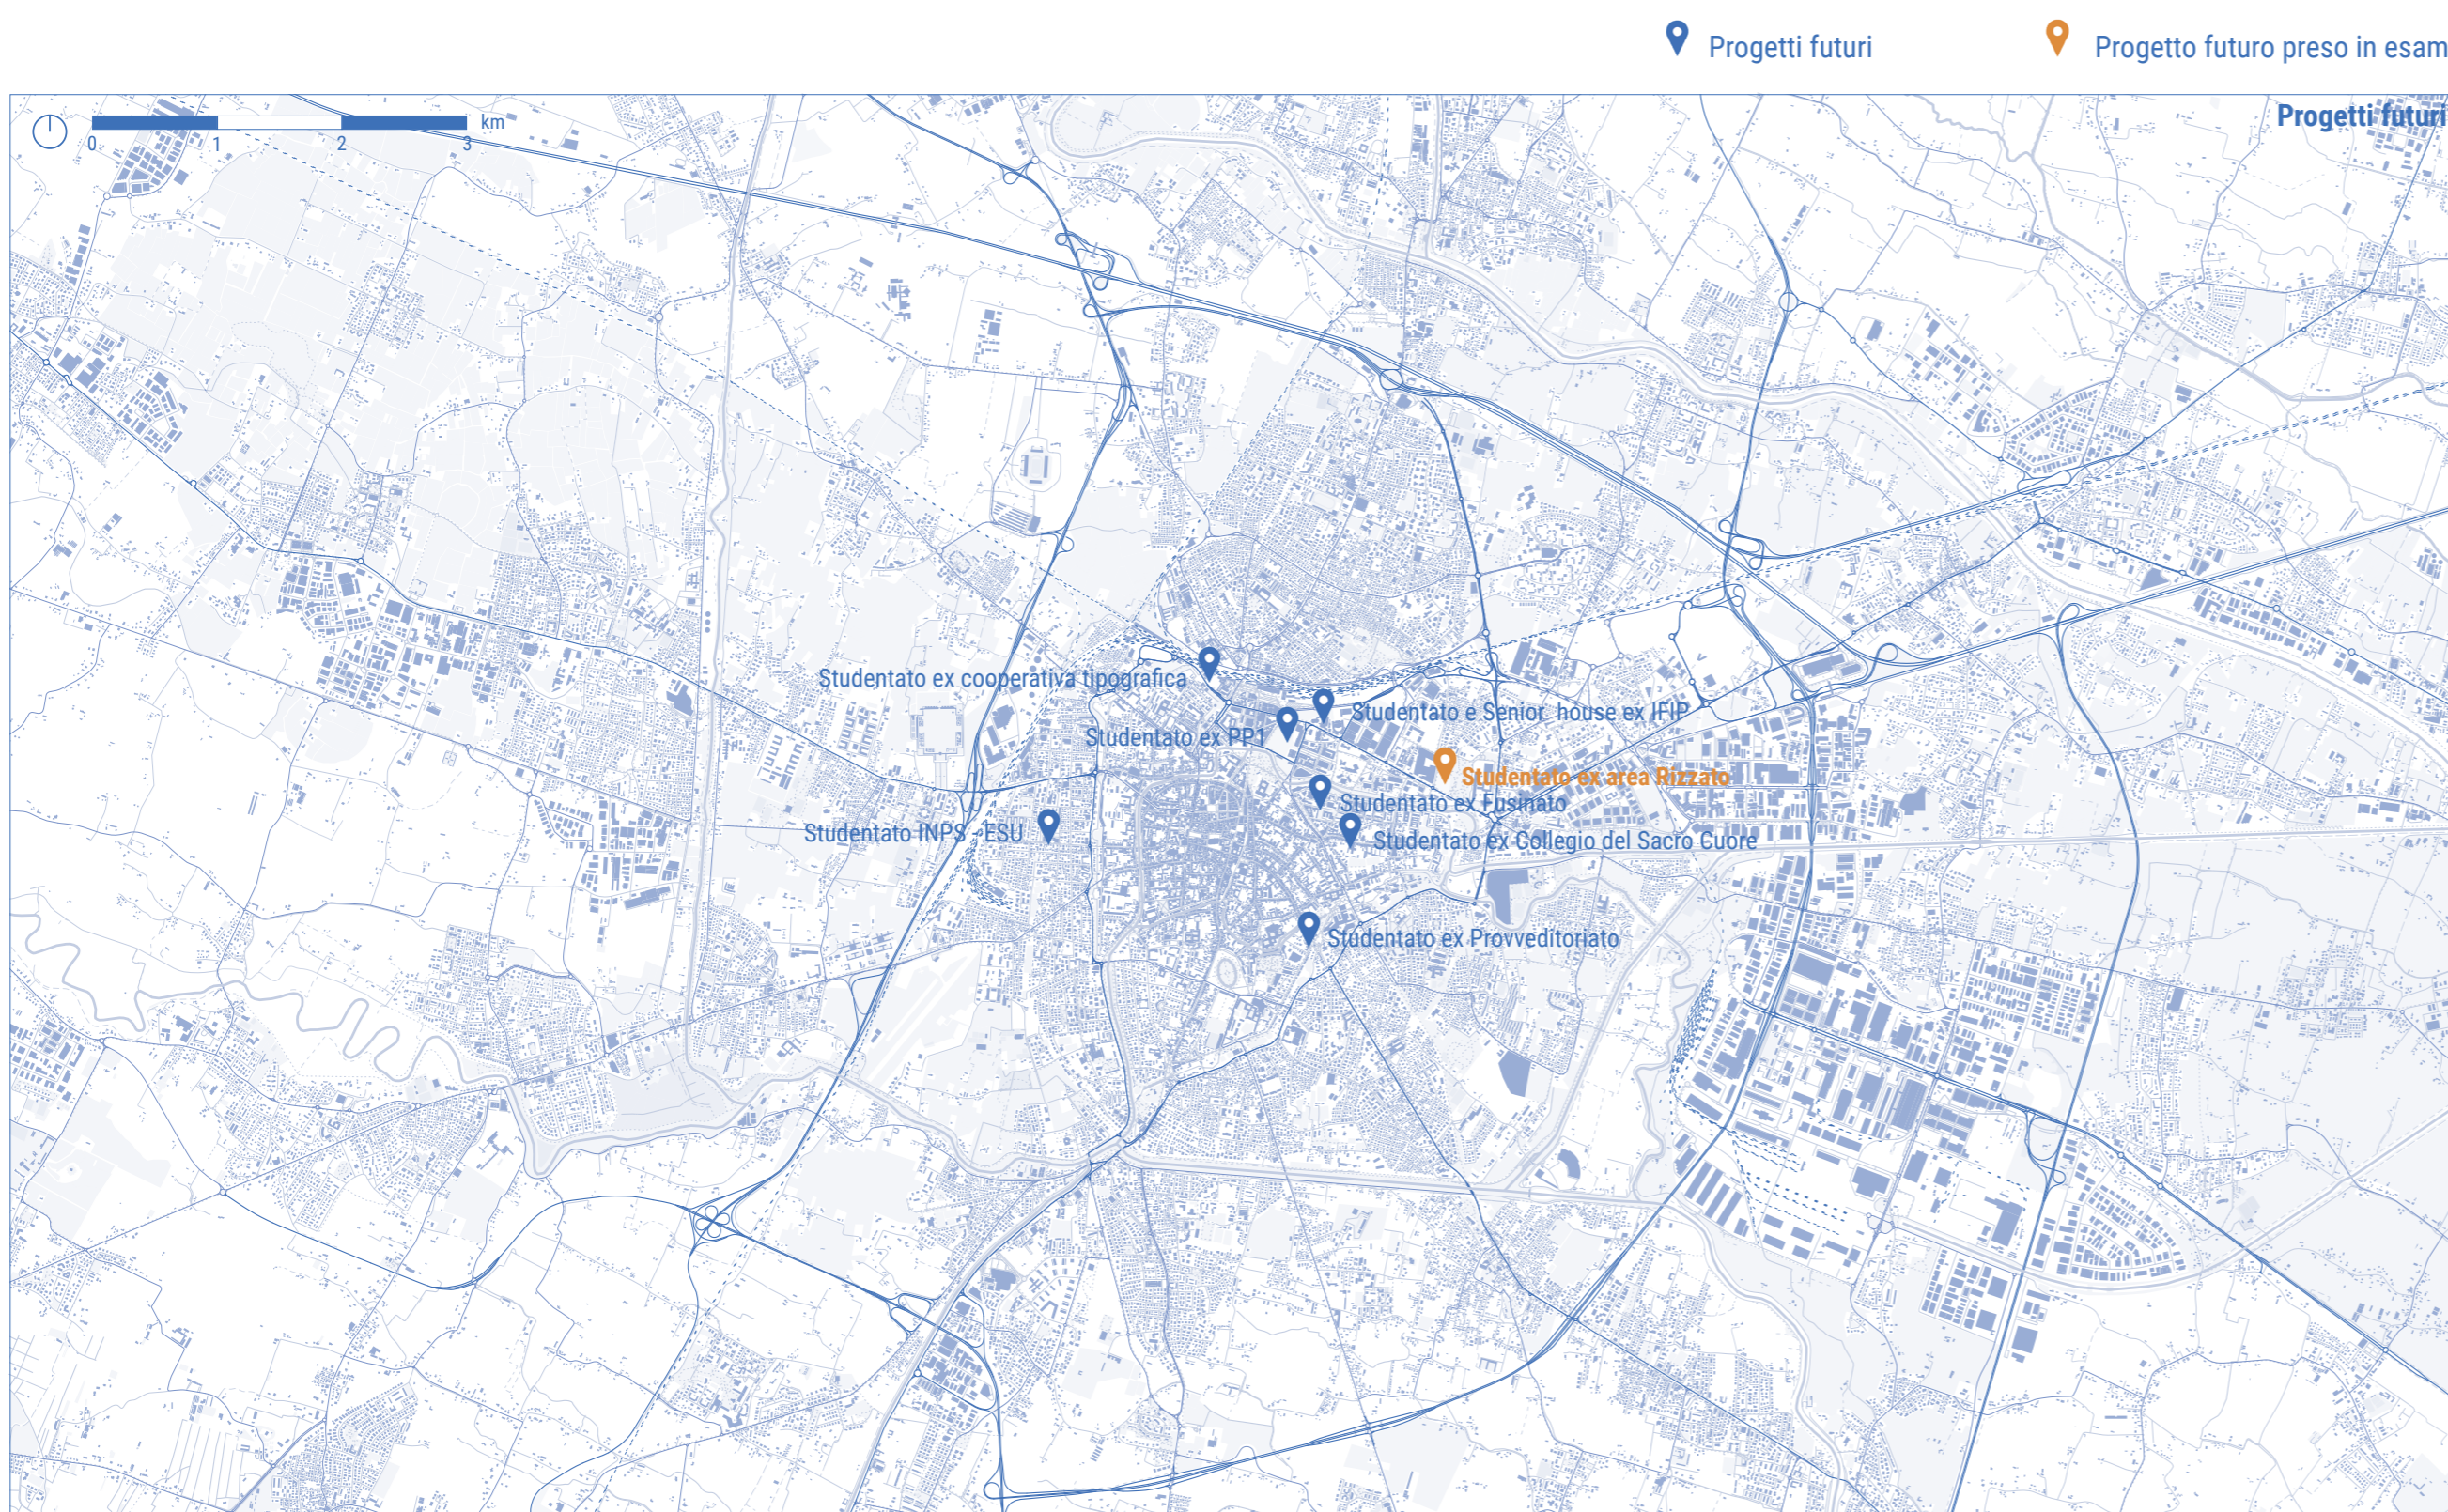 Progetti futuri
Progetto futuro preso in esam
Progetti futuri
km
0 1 2 3
Studentato ex cooperativa tipografica
Studentato e Senior house ex IFIP
Studentato ex PP1
Studentato ex area Rizzato
Studentato ex Fusinato
Studentato INPS - ESU
Studentato ex Collegio del Sacro Cuore
Studentato ex Provveditoriato